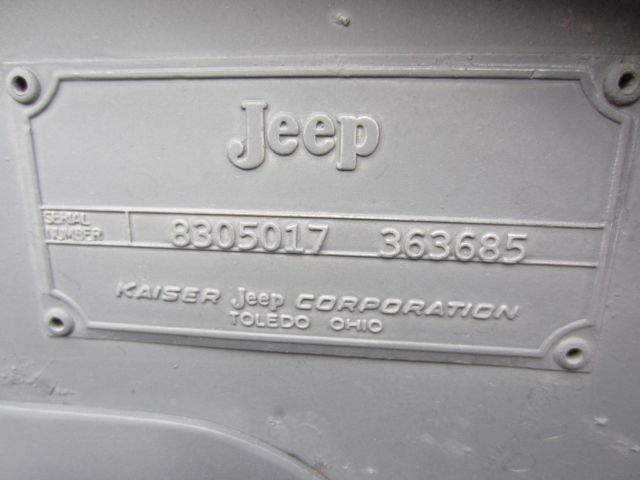 Jeep
SERIAL
NUMBER
8305017 363685
KAISER Jeep CORPORATION
TOLEDO OHIO